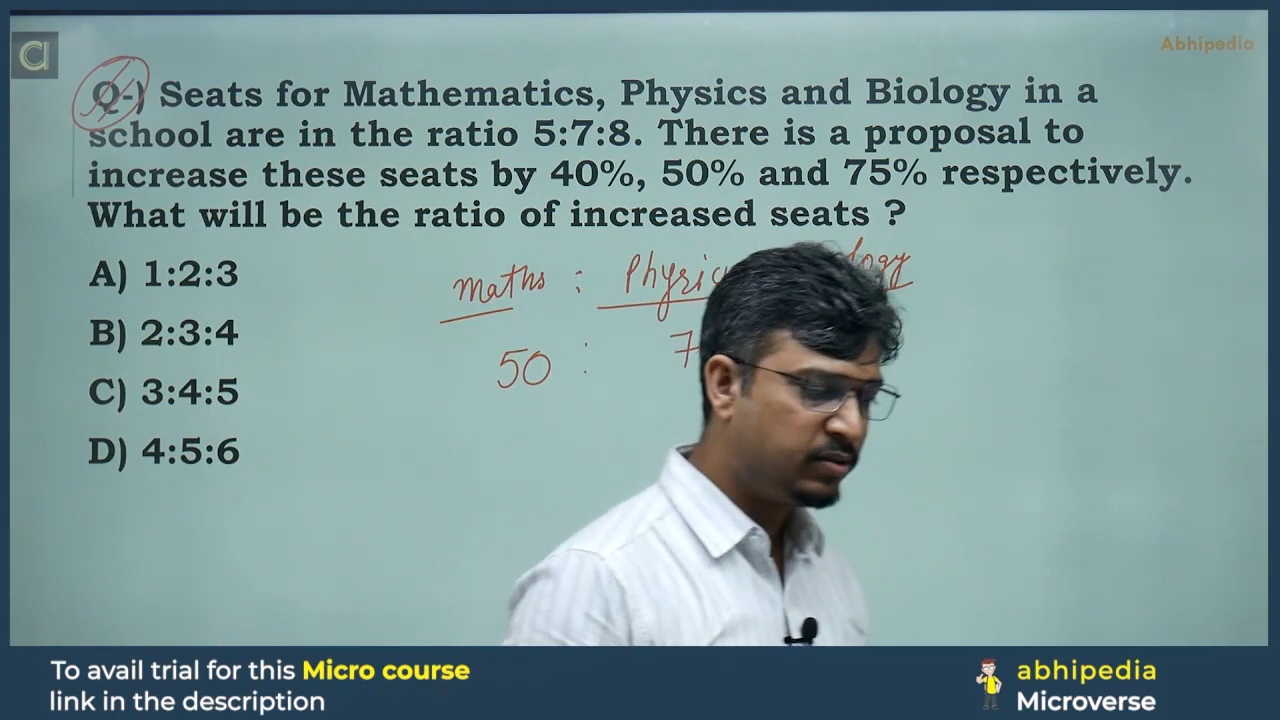 Abhipedia
Q-) Seats for Mathematics, Physics and Biology in a
school are in the ratio 5:7:8. There is a proposal to
increase these seats by 40%, 50% and 75% respectively.
What will be the ratio of increased seats ?
A) 1:2:3
B) 2:3:4
C) 3:4:5
D) 4:5:6
maths :
50 : 7
To avail trial for this Micro course
link in the description
abhipedia
Microverse